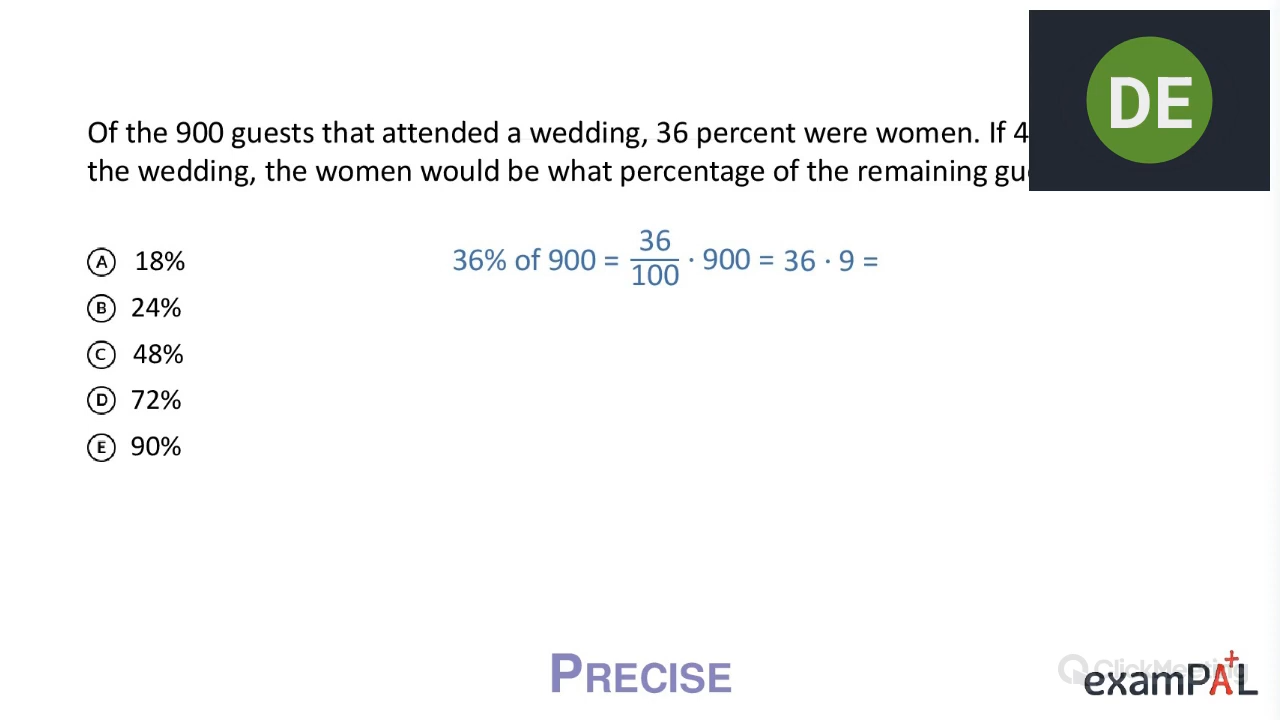 DE
Of the 900 guests that attended a wedding, 36 percent were women. If 4
the wedding, the women would be what percentage of the remaining
A 18%
B 24%
C 48%
D 72%
E 90%
36% of 900 = 36/100 · 900 = 36 · 9 =
PRECISE
ClickMeeting
examPAL+